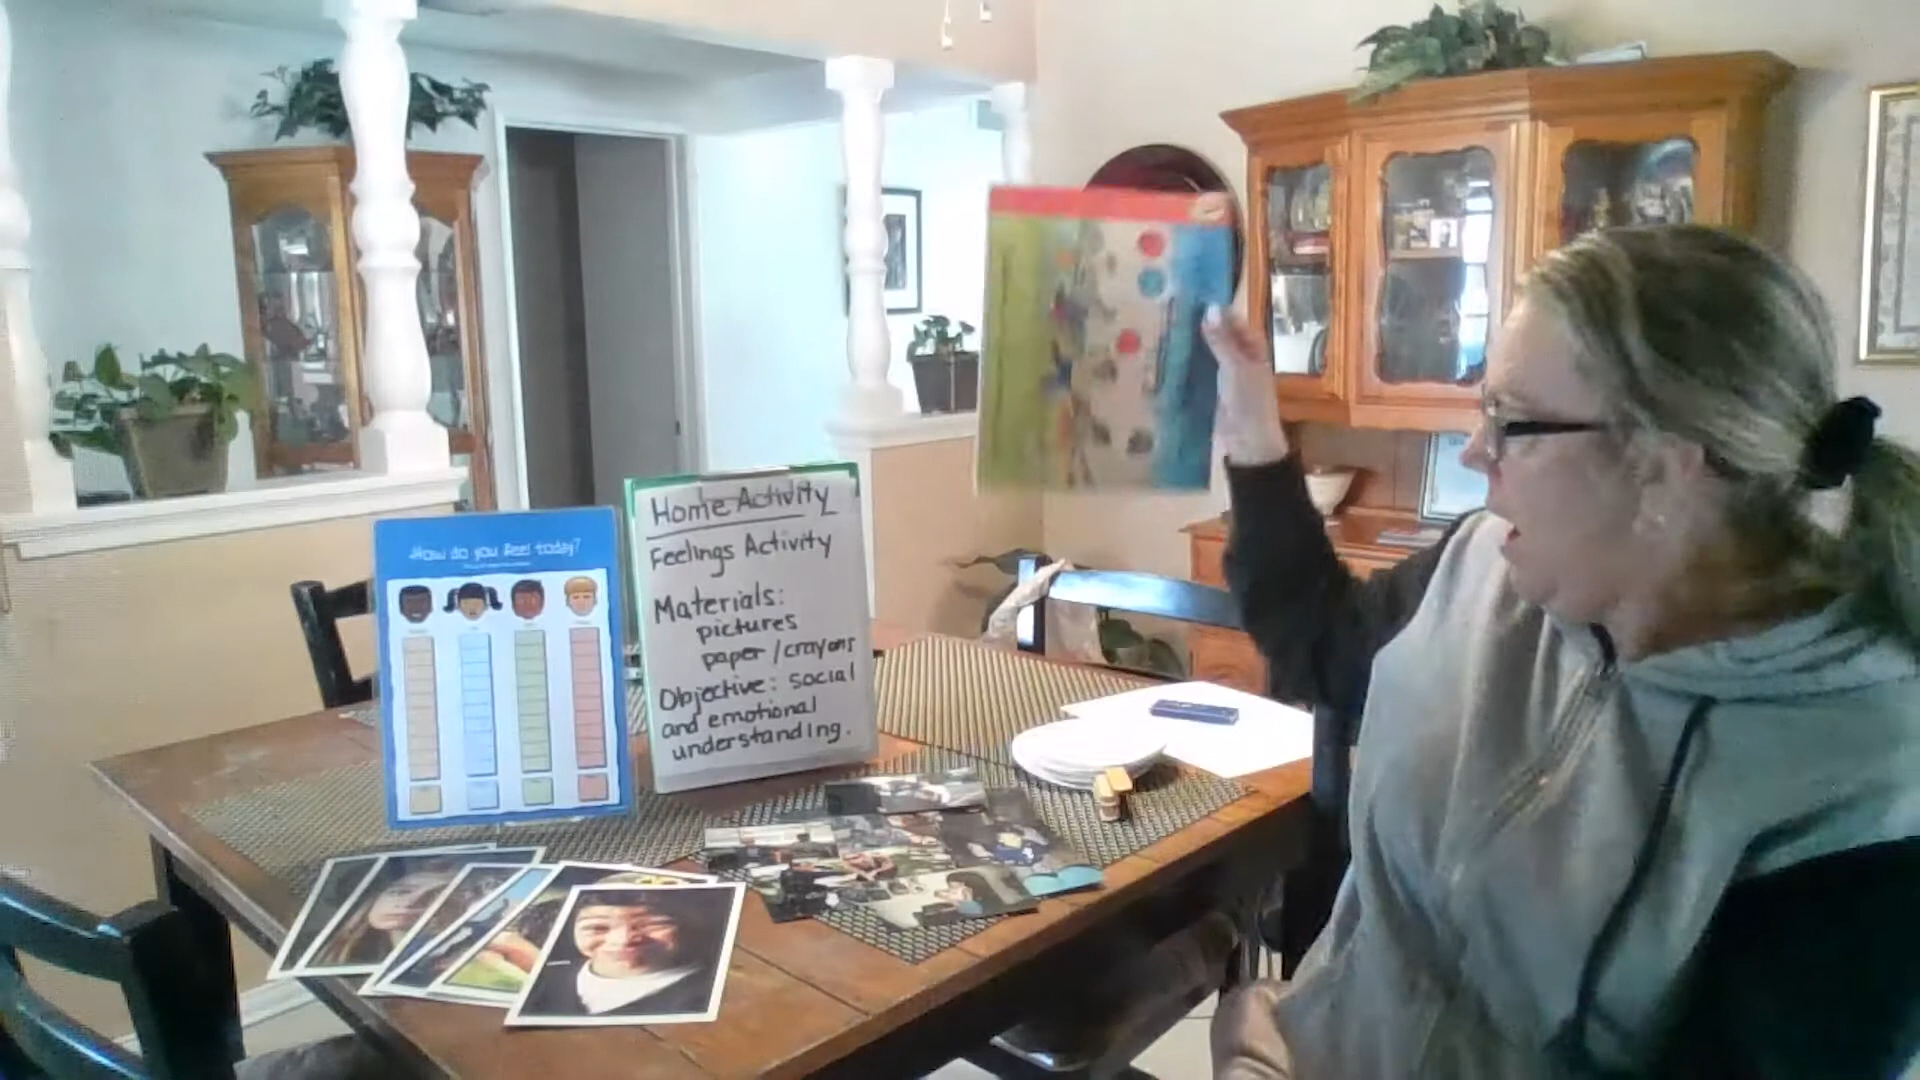 How do you feel today?
Home Activity
Feelings Activity
Materials:
pictures
paper/crayons
Objective: social
and emotional
understanding.